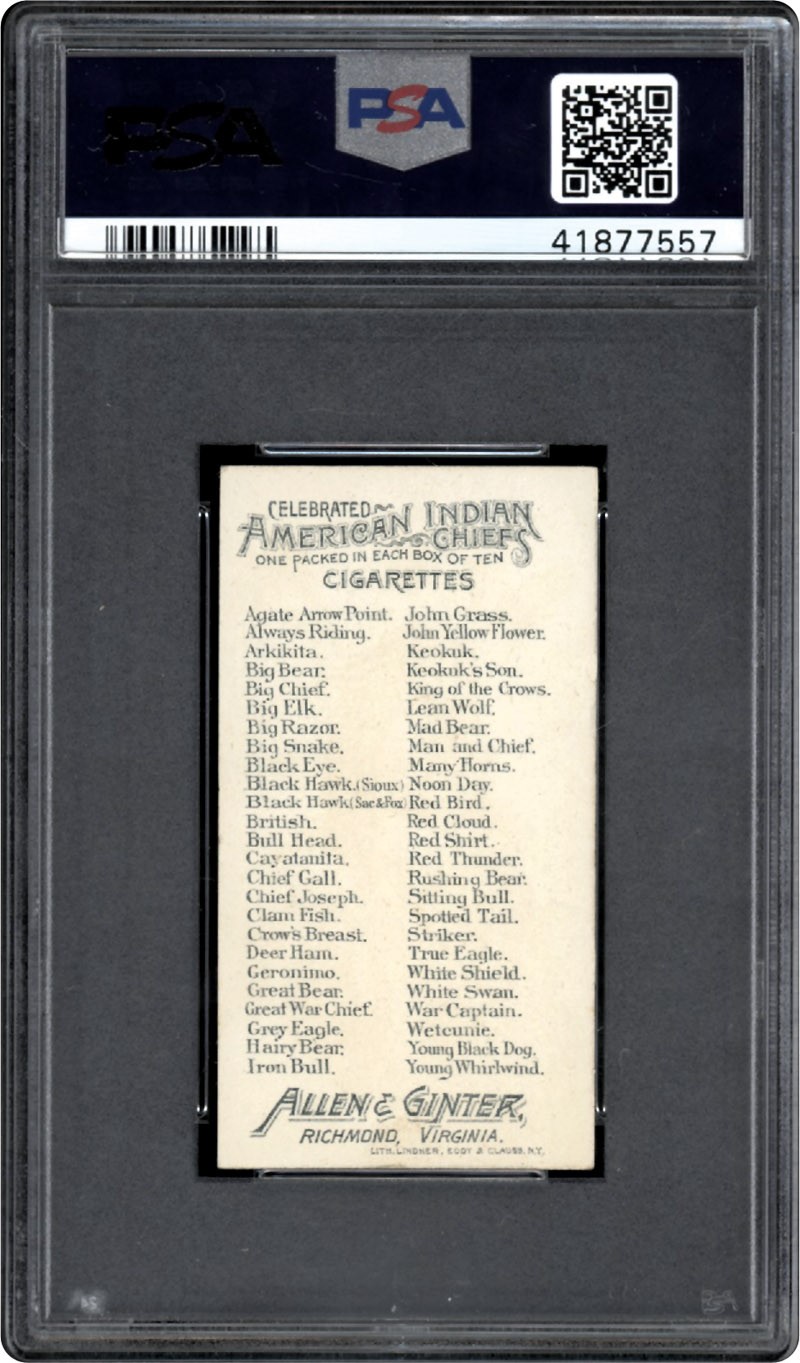 PSA
PSA
41877557
CELEBRATED
AMERICAN INDIAN
CHIEFS
ONE PACKED IN EACH BOX OF TEN
CIGARETTES
Agate Arrow Point.
Always Riding.
Arkikita.
Big Bear.
Big Chief.
Big Elk.
Big Razor.
Big Snake.
Black Eye.
Black Hawk.(Sioux)
Black Hawk(Sac&Fox)
British.
Bull Head.
Cayatanita.
Chief Gall.
Chief Joseph.
Clam Fish.
Crow's Breast.
Deer Ham.
Geronimo.
Great Bear.
Great War Chief.
Grey Eagle.
Hairy Bear.
Iron Bull.
John Grass.
John Yellow Flower.
Keokuk.
Keokuk's Son.
King of the Crows.
Lean Wolf.
Mad Bear.
Man and Chief.
Many Horns.
Noon Day.
Red Bird.
Red Cloud.
Red Shirt.
Red Thunder.
Rushing Bear.
Sitting Bull.
Spotted Tail.
Striker.
True Eagle.
White Shield.
White Swan.
War Captain.
Wetcunie.
Young Black Dog.
Young Whirlwind.
ALLEN & GINTER,
RICHMOND, VIRGINIA.
LITH. LINDNER, EDDY & CLAUSS, N.Y.
PSA